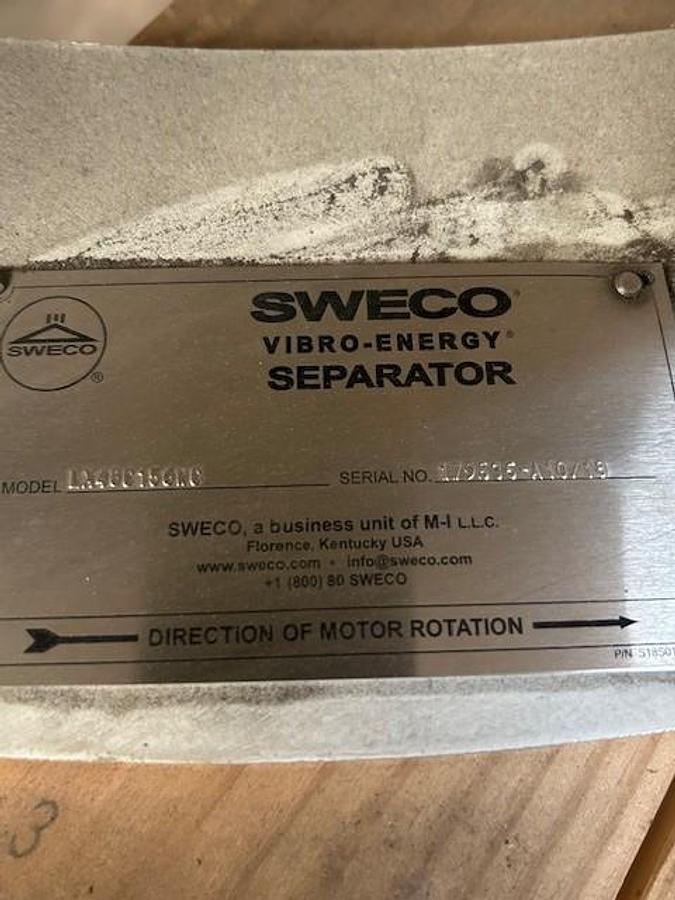 SWECO
®
SWECO®
VIBRO-ENERGY®
SEPARATOR
MODEL
SERIAL NO.
SWECO, a business unit of M-I L.L.C.
Florence, Kentucky USA
www.sweco.com • info@sweco.com
+1 (800) 80 SWECO
DIRECTION OF MOTOR ROTATION
P/N
3